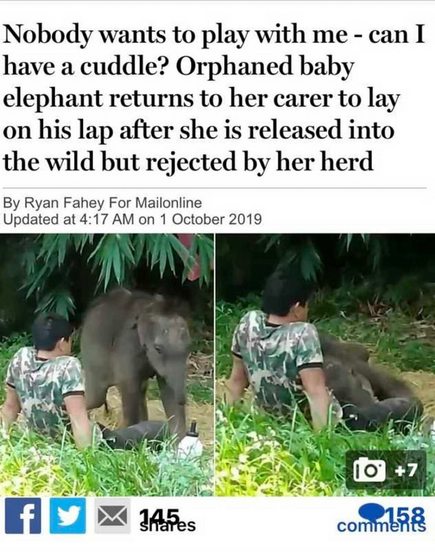 Nobody wants to play with me - can I
have a cuddle? Orphaned baby
elephant returns to her carer to lay
on his lap after she is released into
the wild but rejected by her herd
By Ryan Fahey For Mailonline
Updated at 4:17 AM on 1 October 2019
+7
f
145
shares
158
comments